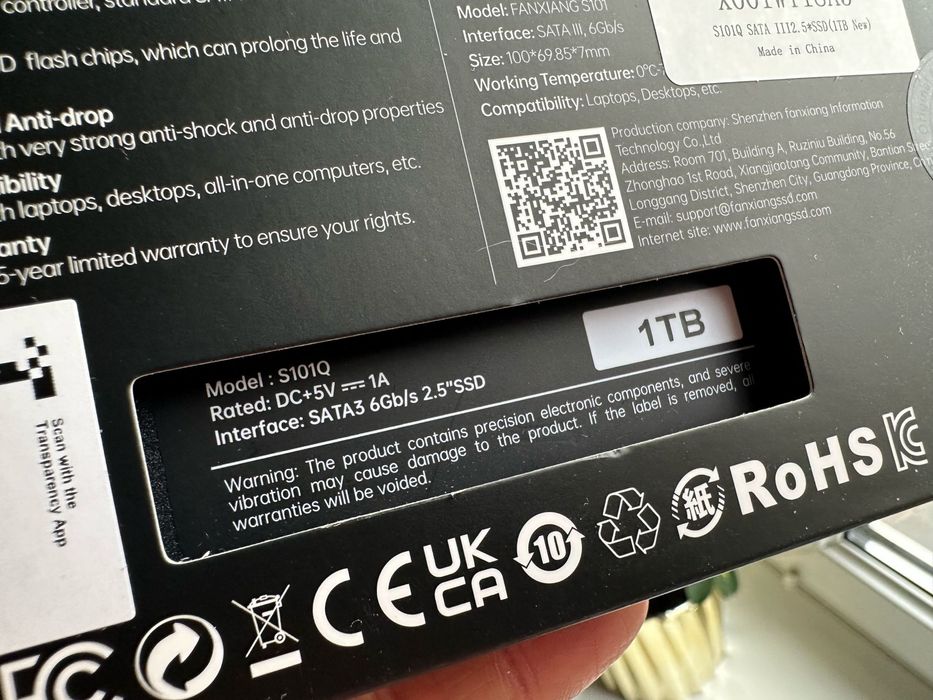 controller, standard
D flash chips, which can prolong the life and
Anti-drop
h very strong anti-shock and anti-drop properties
ibility
h laptops, desktops, all-in-one computers, etc.
anty
5-year limited warranty to ensure your rights.
Model: FANXIANG S101
Interface: SATA III, 6Gb/s
Size: 100*69.85*7mm
Working Temperature: 0°C-
Compatibility: Laptops, Desktops, etc.
S101Q SATA III2.5*SSD(1TB New)
Made in China
Production company: Shenzhen fanxiang Information
Technology Co.,Ltd
Address: Room 701, Building A, Ruziniu Building, No.56
Zhonghao 1st Road, Xiangjiaotang Community, Bantian
Longgang District, Shenzhen City, Guangdong Province,
E-mail: support@fanxiangssd.com
Internet site: www.fanxiangssd.com
1TB
Model : S101Q
Rated: DC+5V ⎓ 1A
Interface: SATA3 6Gb/s 2.5"SSD
Warning: The product contains precision electronic components, and severe
vibration may cause damage to the product. If the label is removed, all
warranties will be voided.
Scan with the
Transparency App
FC
CE
UK
CA
10
紙
RoHS